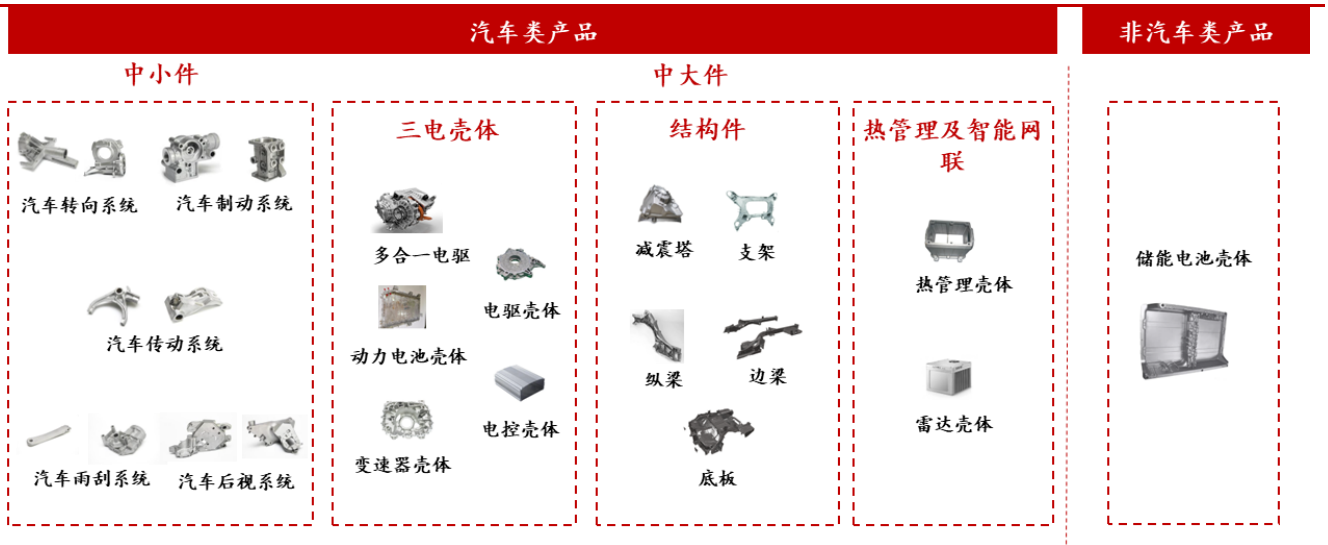 汽车类产品
非汽车类产品
中小件
中大件
汽车转向系统
汽车制动系统
汽车传动系统
汽车雨刮系统
汽车后视系统
三电壳体
多合一电驱
电驱壳体
动力电池壳体
电控壳体
变速器壳体
结构件
减震塔
支架
纵梁
边梁
底板
热管理及智能网
联
热管理壳体
雷达壳体
储能电池壳体